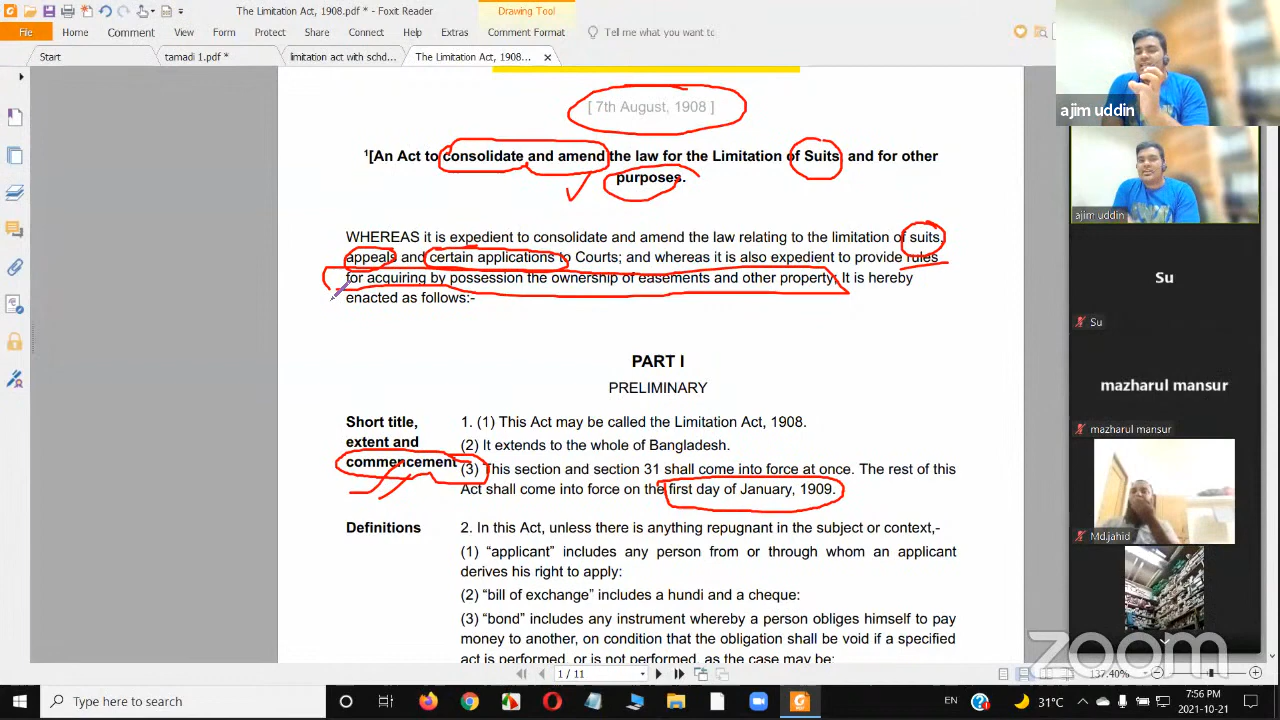 The Limitation Act, 1908.pdf * - Foxit Reader
Drawing Tool
File Home Comment View Form Protect Share Connect Help Extras Comment Format Tell me what you want to
Start tamadi 1.pdf * limitation act with schd... The Limitation Act, 1908...
ajim uddin
[ 7th August, 1908 ]
¹[An Act to consolidate and amend the law for the Limitation of Suits, and for other
purposes.
WHEREAS it is expedient to consolidate and amend the law relating to the limitation of suits,
appeals and certain applications to Courts; and whereas it is also expedient to provide rules
for acquiring by possession the ownership of easements and other property; It is hereby
enacted as follows:-
ajim uddin
Su
Su
PART I
PRELIMINARY
Short title,
extent and
commencement
1. (1) This Act may be called the Limitation Act, 1908.
(2) It extends to the whole of Bangladesh.
(3) This section and section 31 shall come into force at once. The rest of this
Act shall come into force on the first day of January, 1909.
mazharul mansur
mazharul mansur
Definitions
2. In this Act, unless there is anything repugnant in the subject or context,-
(1) “applicant” includes any person from or through whom an applicant
derives his right to apply:
(2) “bill of exchange” includes a hundi and a cheque:
(3) “bond” includes any instrument whereby a person obliges himself to pay
money to another, on condition that the obligation shall be void if a specified
act is performed, or is not performed, as the case may be:
Md.jahid
zoom
1 / 11
137.40%
Type here to search
31°C
EN
7:56 PM
2021-10-21